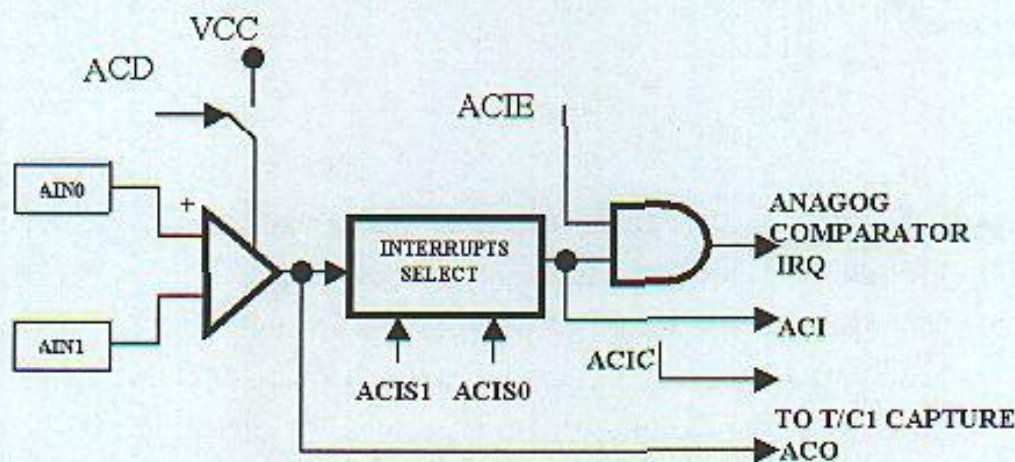 VCC
ACD
ACIE
AIN0
+
INTERRUPTS
SELECT
ANAGOG
COMPARATOR
IRQ
ACI
AIN1
ACIS1 ACIS0
ACIC
TO T/C1 CAPTURE
ACO